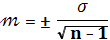 m = ± σ / √(n − 1)